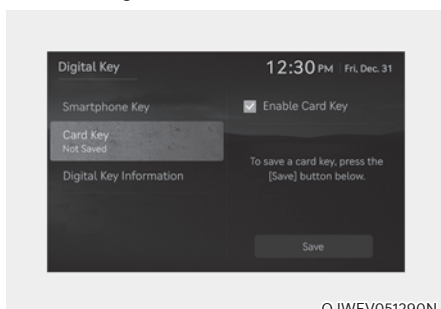 Digital Key
12:30 PM Fri, Dec. 31
Smartphone Key
Enable Card Key
Card Key
Not Saved
To save a card key, press the
[Save] button below.
Digital Key Information
Save
OJWEV051290N